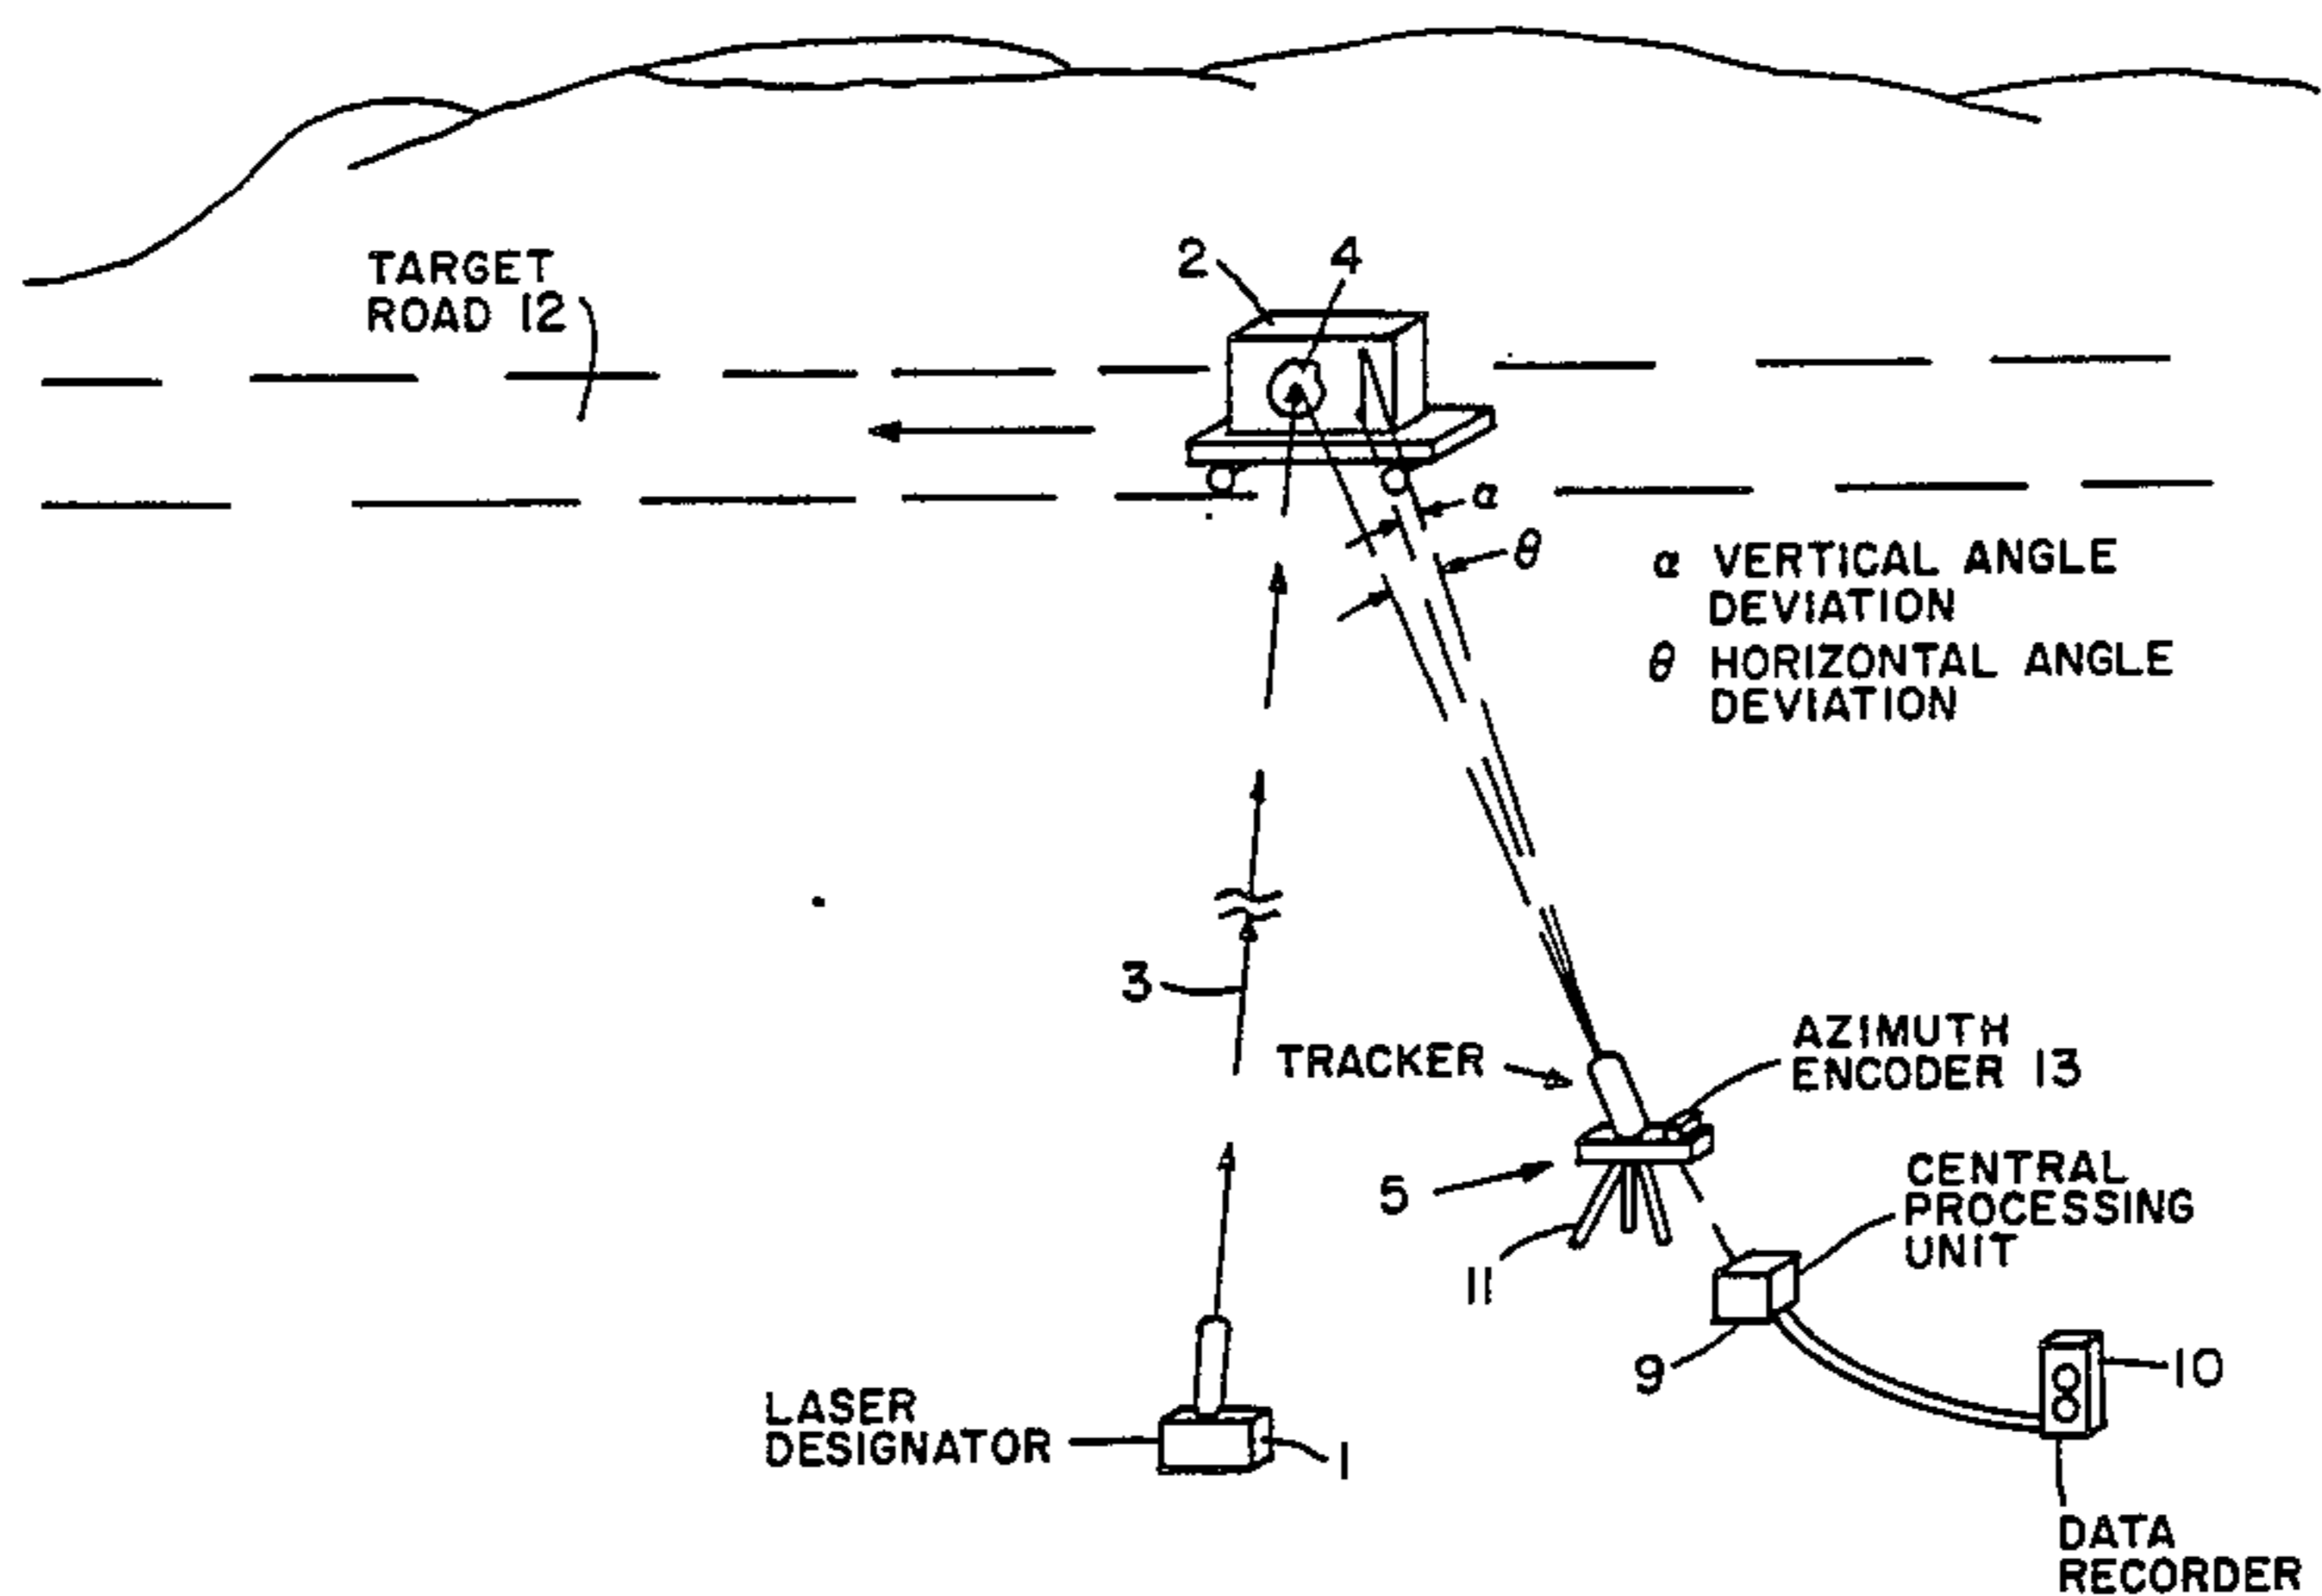 2
4
TARGET
ROAD 12
α
θ
α VERTICAL ANGLE
DEVIATION
θ HORIZONTAL ANGLE
DEVIATION
3
TRACKER
AZIMUTH
ENCODER 13
5
CENTRAL
PROCESSING
UNIT
11
9
10
LASER
DESIGNATOR
1
DATA
RECORDER